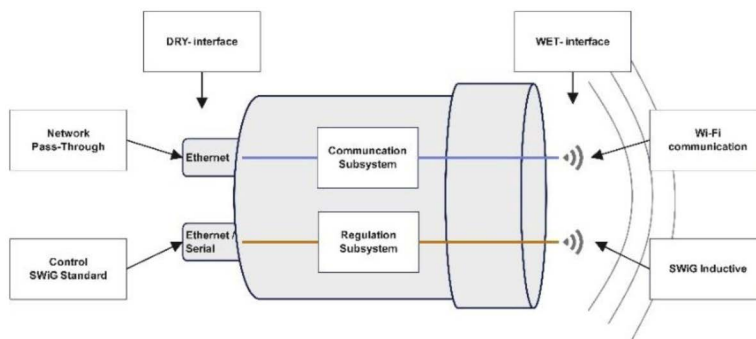 DRY- interface
WET- interface
Network
Pass-Through
Ethernet
Communcation
Subsystem
Wi-Fi
communication
Control
SWiG Standard
Ethernet /
Serial
Regulation
Subsystem
SWiG Inductive